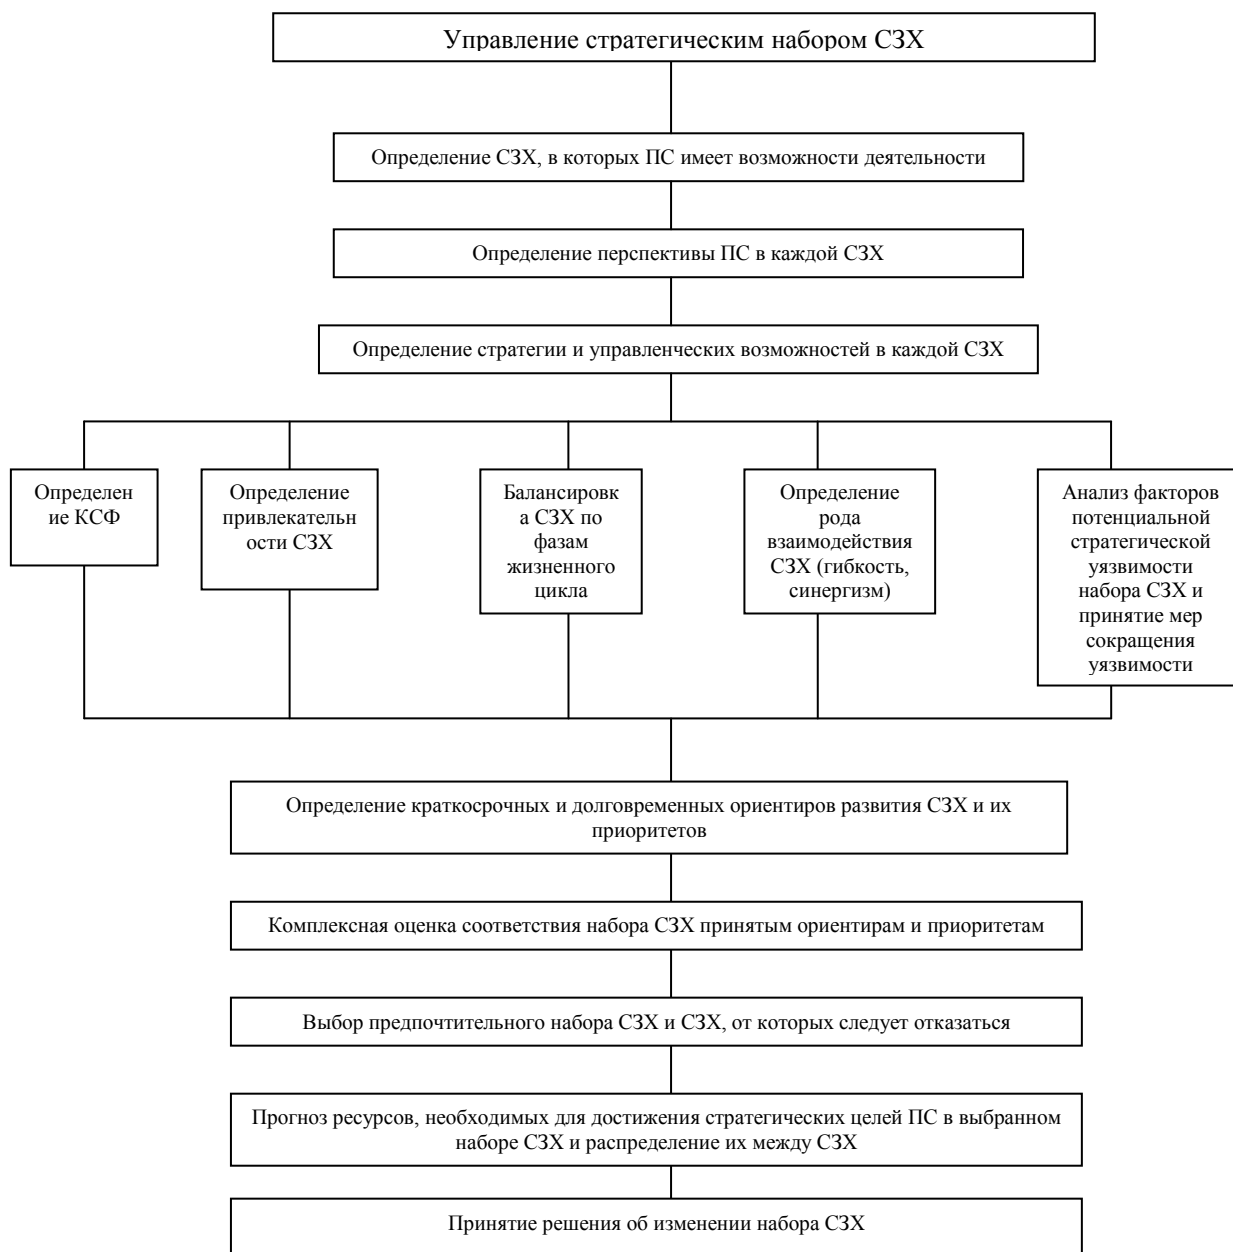 Управление стратегическим набором СЗХ
Определение СЗХ, в которых ПС имеет возможности деятельности
Определение перспективы ПС в каждой СЗХ
Определение стратегии и управленческих возможностей в каждой СЗХ
Определен
ие КСФ
Определение
привлекательн
ости СЗХ
Балансировк
а СЗХ по
фазам
жизненного
цикла
Определение
рода
взаимодействия
СЗХ (гибкость,
синергизм)
Анализ факторов
потенциальной
стратегической
уязвимости
набора СЗХ и
принятие мер
сокращения
уязвимости
Определение краткосрочных и долговременных ориентиров развития СЗХ и их
приоритетов
Комплексная оценка соответствия набора СЗХ принятым ориентирам и приоритетам
Выбор предпочтительного набора СЗХ и СЗХ, от которых следует отказаться
Прогноз ресурсов, необходимых для достижения стратегических целей ПС в выбранном
наборе СЗХ и распределение их между СЗХ
Принятие решения об изменении набора СЗХ